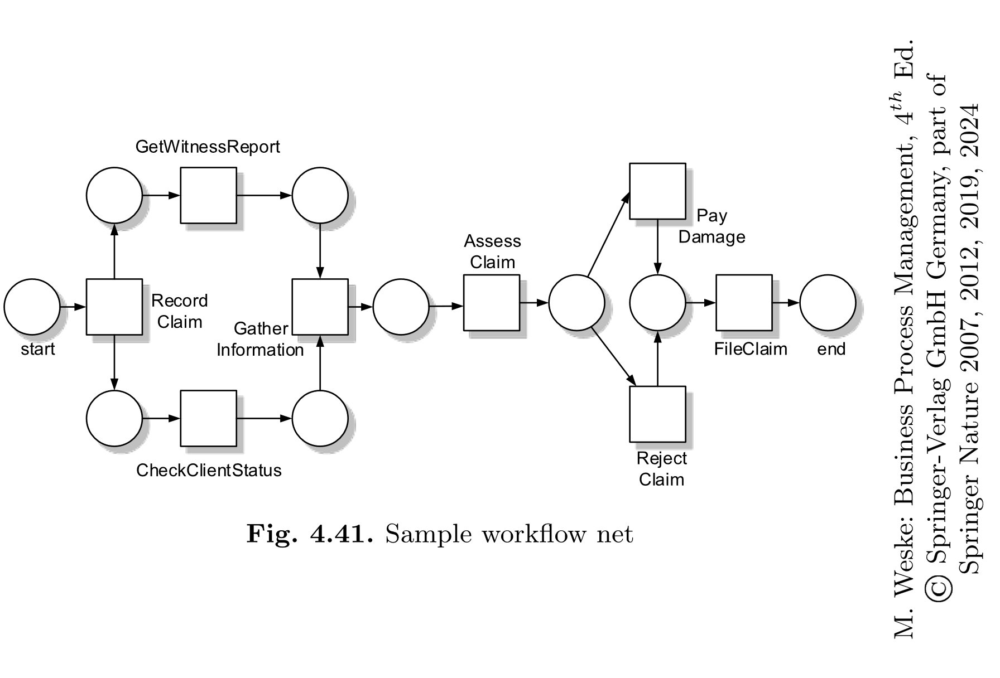 GetWitnessReport
start
Record
Claim
Gather
Information
CheckClientStatus
Assess
Claim
Pay
Damage
Reject
Claim
FileClaim
end
Fig. 4.41. Sample workflow net
M. Weske: Business Process Management, 4th Ed.
© Springer-Verlag GmbH Germany, part of
Springer Nature 2007, 2012, 2019, 2024